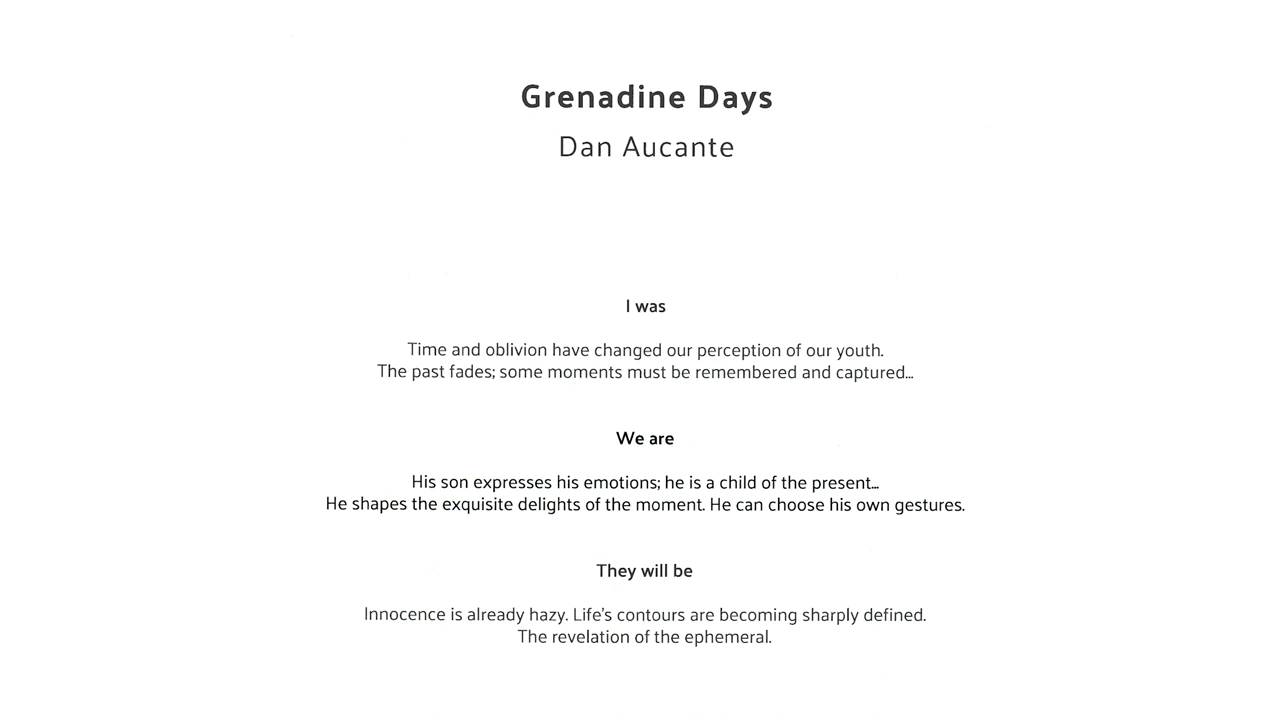 Grenadine Days
Dan Aucante
I was
Time and oblivion have changed our perception of our youth.
The past fades; some moments must be remembered and captured…
We are
His son expresses his emotions; he is a child of the present…
He shapes the exquisite delights of the moment. He can choose his own gestures.
They will be
Innocence is already hazy. Life's contours are becoming sharply defined.
The revelation of the ephemeral.